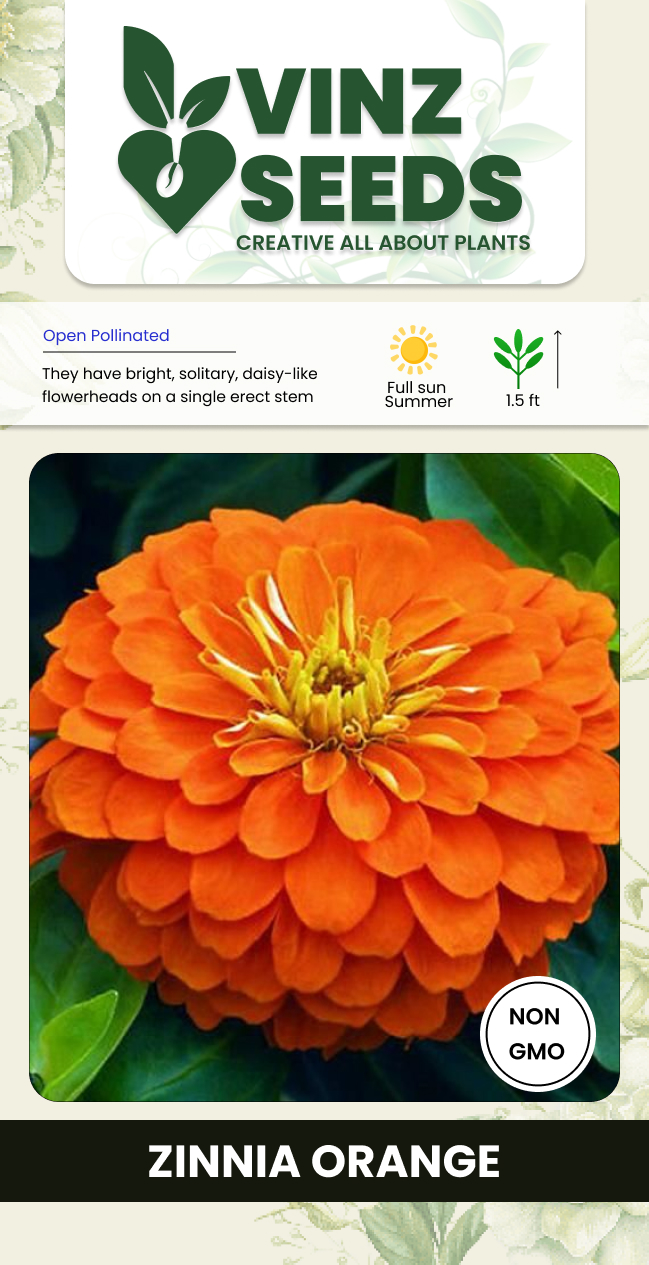 VINZ
SEEDS
CREATIVE ALL ABOUT PLANTS
Open Pollinated
They have bright, solitary, daisy-like
flowerheads on a single erect stem
Full sun
Summer
1.5 ft
NON
GMO
ZINNIA ORANGE